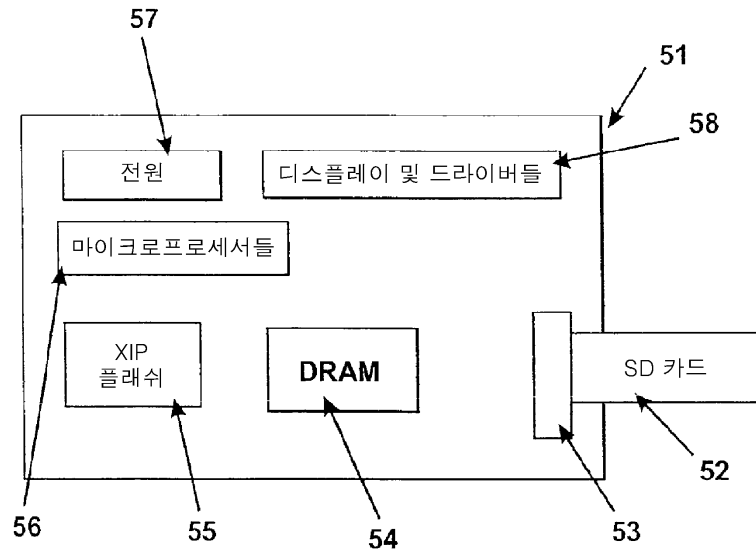 57
51
58
전원
디스플레이 및 드라이버들
마이크로프로세서들
XIP
플래쉬
DRAM
SD 카드
56
55
54
53
52